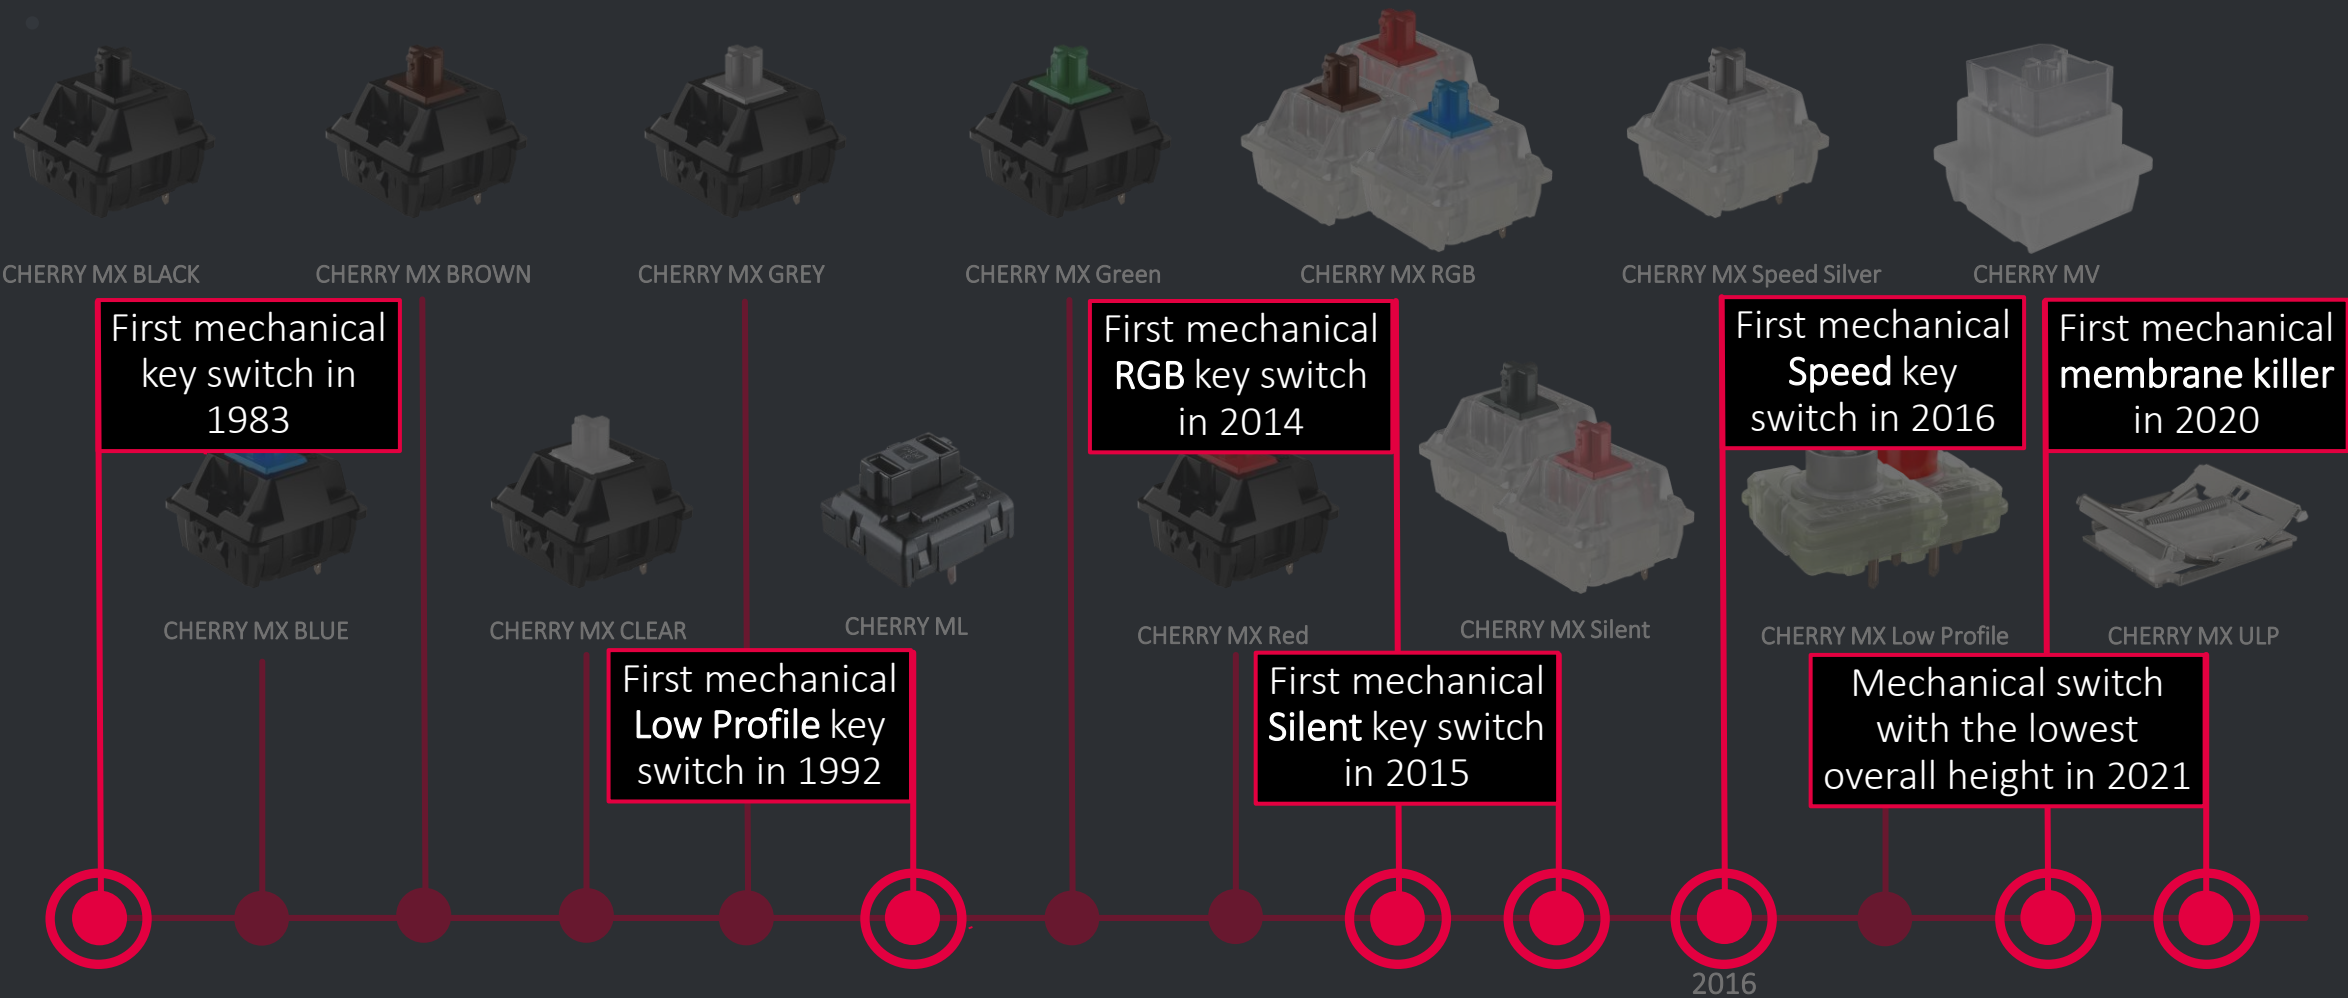 CHERRY MX BLACK
CHERRY MX BROWN
CHERRY MX GREY
CHERRY MX Green
CHERRY MX RGB
CHERRY MX Speed Silver
CHERRY MV
First mechanical
key switch in
1983
First mechanical
RGB key switch
in 2014
First mechanical
Speed key
switch in 2016
First mechanical
membrane killer
in 2020
CHERRY MX BLUE
CHERRY MX CLEAR
CHERRY ML
CHERRY MX Red
CHERRY MX Silent
CHERRY MX Low Profile
CHERRY MX ULP
First mechanical
Low Profile key
switch in 1992
First mechanical
Silent key switch
in 2015
Mechanical switch
with the lowest
overall height in 2021
2016